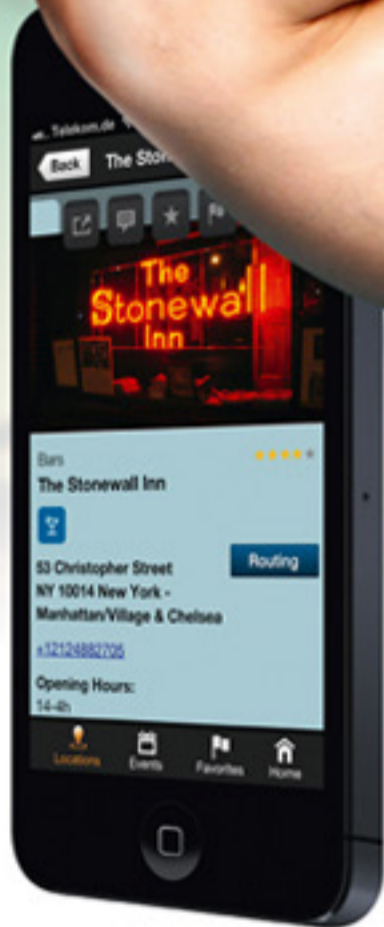 Telekom.de
Back The Ston
The
Stonewall
Inn
Bars
The Stonewall Inn
53 Christopher Street
NY 10014 New York -
Manhattan/Village & Chelsea
Routing
+12124882705
Opening Hours:
14-4h
Locations Events Favorites Home